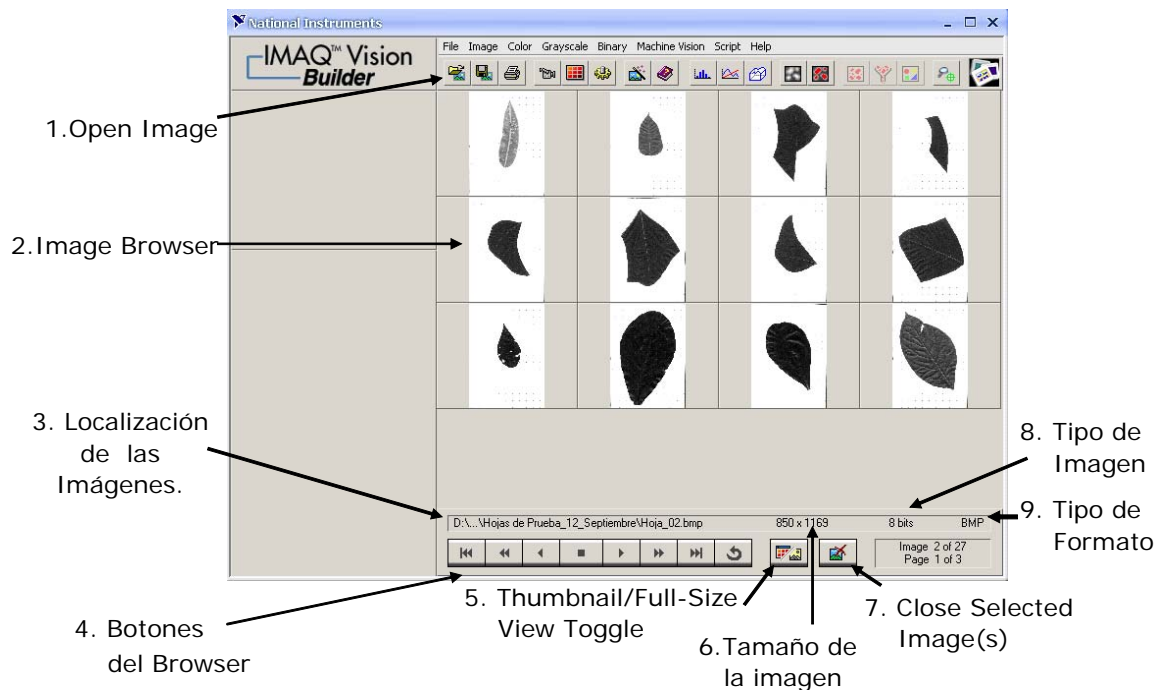 National Instruments
IMAQ™ Vision
Builder
File Image Color Grayscale Binary Machine Vision Script Help
1.Open Image
2.Image Browser
3. Localización
de las
Imágenes.
8. Tipo de
Imagen
D:\...\Hojas de Prueba_12_Septiembre\Hoja_02.bmp 850 x 1169 8 bits BMP
9. Tipo de
Formato
Image 2 of 27
Page 1 of 3
4. Botones
del Browser
5. Thumbnail/Full-Size
View Toggle
6.Tamaño de
la imagen
7. Close Selected
Image(s)